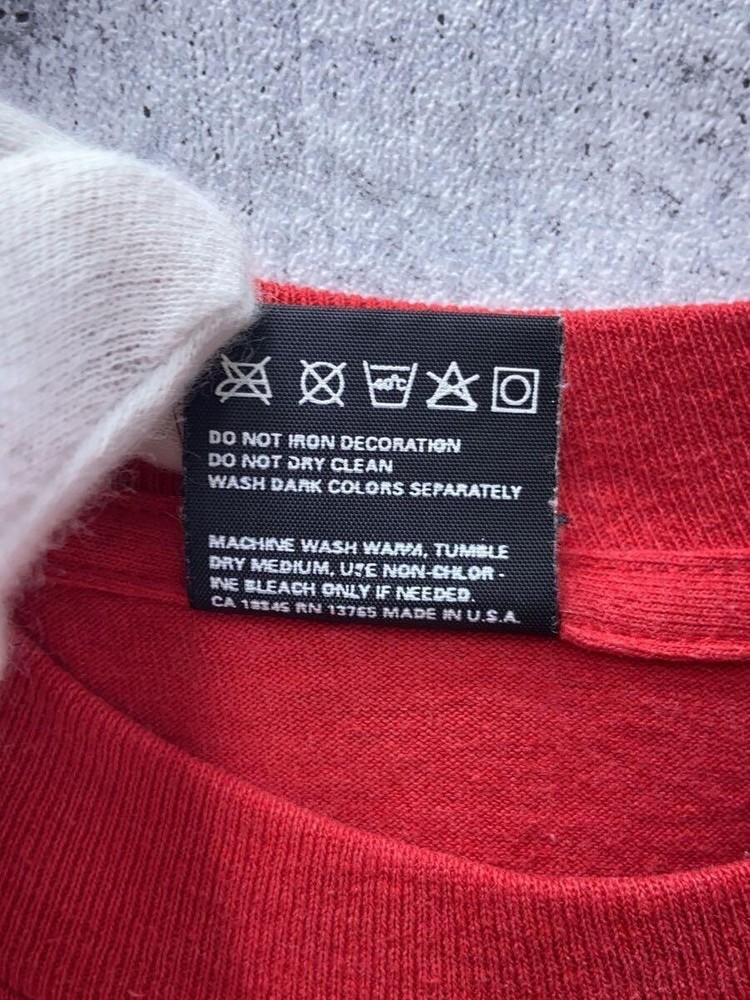 40°C
DO NOT IRON DECORATION
DO NOT DRY CLEAN
WASH DARK COLORS SEPARATELY
MACHINE WASH WARM, TUMBLE
DRY MEDIUM, USE NON-CHLOR-
INE BLEACH ONLY IF NEEDED.
CA RN 13765 MADE IN U.S.A.